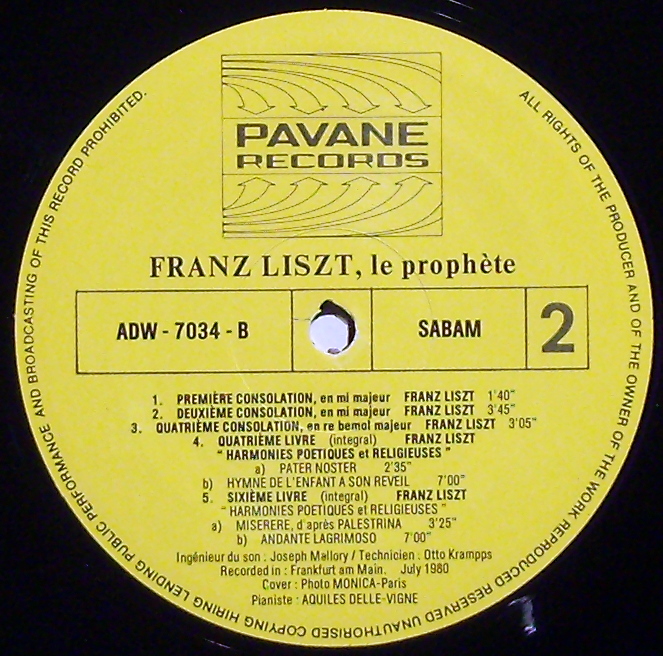 PAVANE
RECORDS
FRANZ LISZT, le prophète
ADW - 7034 - B
SABAM
2
1. PREMIÈRE CONSOLATION, en mi majeur FRANZ LISZT 1'40"
2. DEUXIÈME CONSOLATION, en mi majeur FRANZ LISZT 3'45"
3. QUATRIÈME CONSOLATION, en re bemol majeur FRANZ LISZT 3'05"
4. QUATRIÈME LIVRE (integral) FRANZ LISZT
" HARMONIES POETIQUES et RELIGIEUSES "
a) PATER NOSTER 2'35"
b) HYMNE DE L'ENFANT A SON REVEIL 7'00"
5. SIXIÈME LIVRE (integral) FRANZ LISZT
" HARMONIES POETIQUES et RELIGIEUSES "
a) MISERERE, d'après PALESTRINA 3'25"
b) ANDANTE LAGRIMOSO 7'00"
Ingénieur du son : Joseph Mallory / Technicien : Otto Krampps
Recorded in : Frankfurt am Main. July 1980
Cover : Photo MONICA-Paris
Pianiste : AQUILES DELLE-VIGNE
ALL RIGHTS OF THE PRODUCER AND OF THE OWNER OF THE WORK REPRODUCED RESERVED UNAUTHORISED COPYING HIRING LENDING PUBLIC PERFORMANCE AND BROADCASTING OF THIS RECORD PROHIBITED.